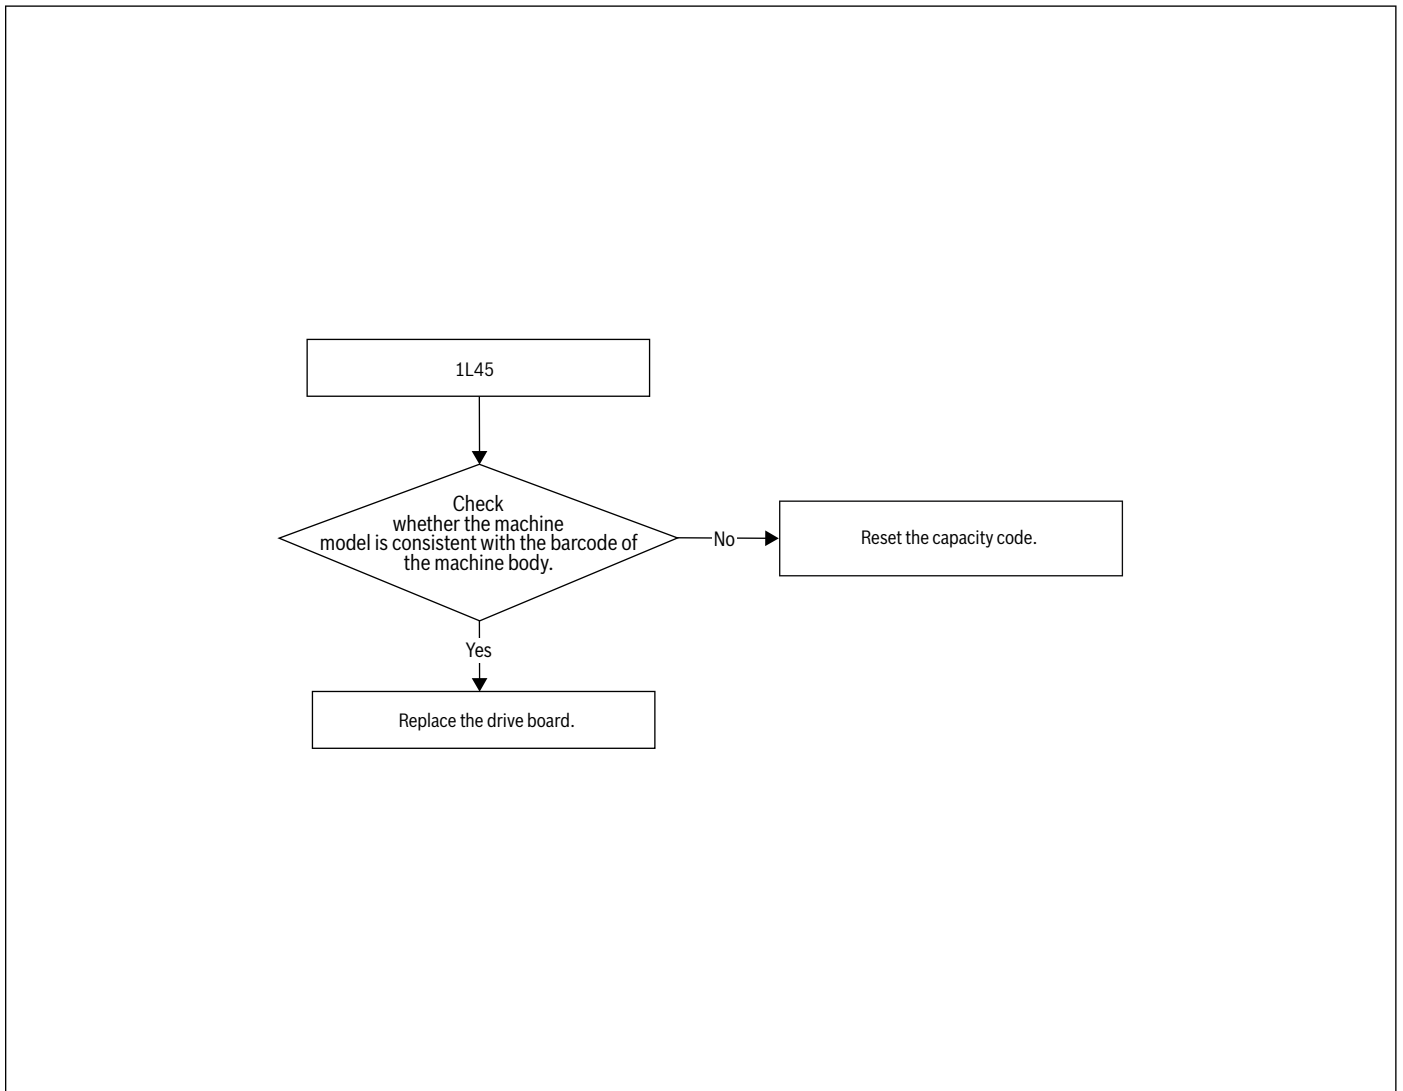 1L45
Check
whether the machine
model is consistent with the barcode of
the machine body.
No
Reset the capacity code.
Yes
Replace the drive board.